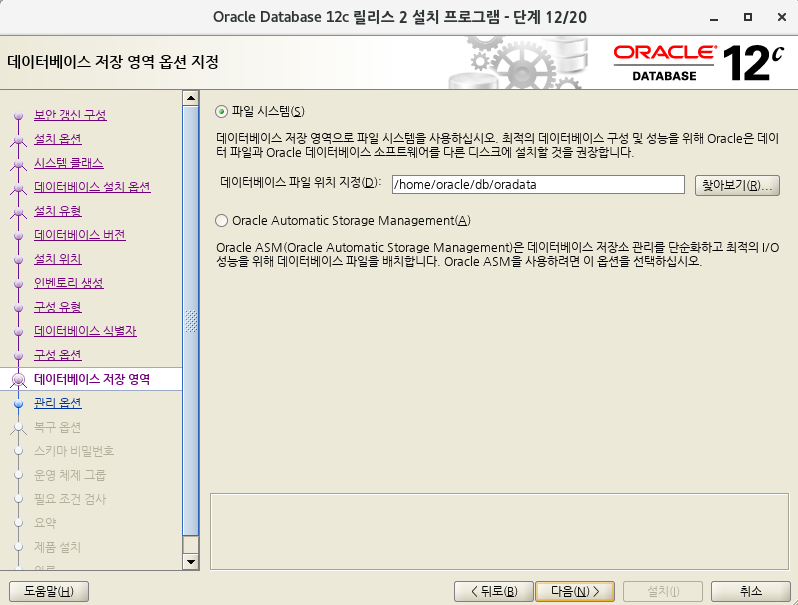 Oracle Database 12c 릴리스 2 설치 프로그램 - 단계 12/20
데이터베이스 저장 영역 옵션 지정
ORACLE
DATABASE
12c
보안 갱신 구성
설치 옵션
시스템 클래스
데이터베이스 설치 옵션
설치 유형
데이터베이스 버전
설치 위치
인벤토리 생성
구성 유형
데이터베이스 식별자
구성 옵션
데이터베이스 저장 영역
관리 옵션
복구 옵션
스키마 비밀번호
운영 체제 그룹
필요 조건 검사
요약
제품 설치
파일 시스템(S)
데이터베이스 저장 영역으로 파일 시스템을 사용하십시오. 최적의 데이터베이스 구성 및 성능을 위해 Oracle은 데이
터 파일과 Oracle 데이터베이스 소프트웨어를 다른 디스크에 설치할 것을 권장합니다.
데이터베이스 파일 위치 지정(D): /home/oracle/db/oradata 찾아보기(R)...
Oracle Automatic Storage Management(A)
Oracle ASM(Oracle Automatic Storage Management)은 데이터베이스 저장소 관리를 단순화하고 최적의 I/O
성능을 위해 데이터베이스 파일을 배치합니다. Oracle ASM을 사용하려면 이 옵션을 선택하십시오.
도움말(H) < 뒤로(B) 다음(N) > 설치(I) 취소